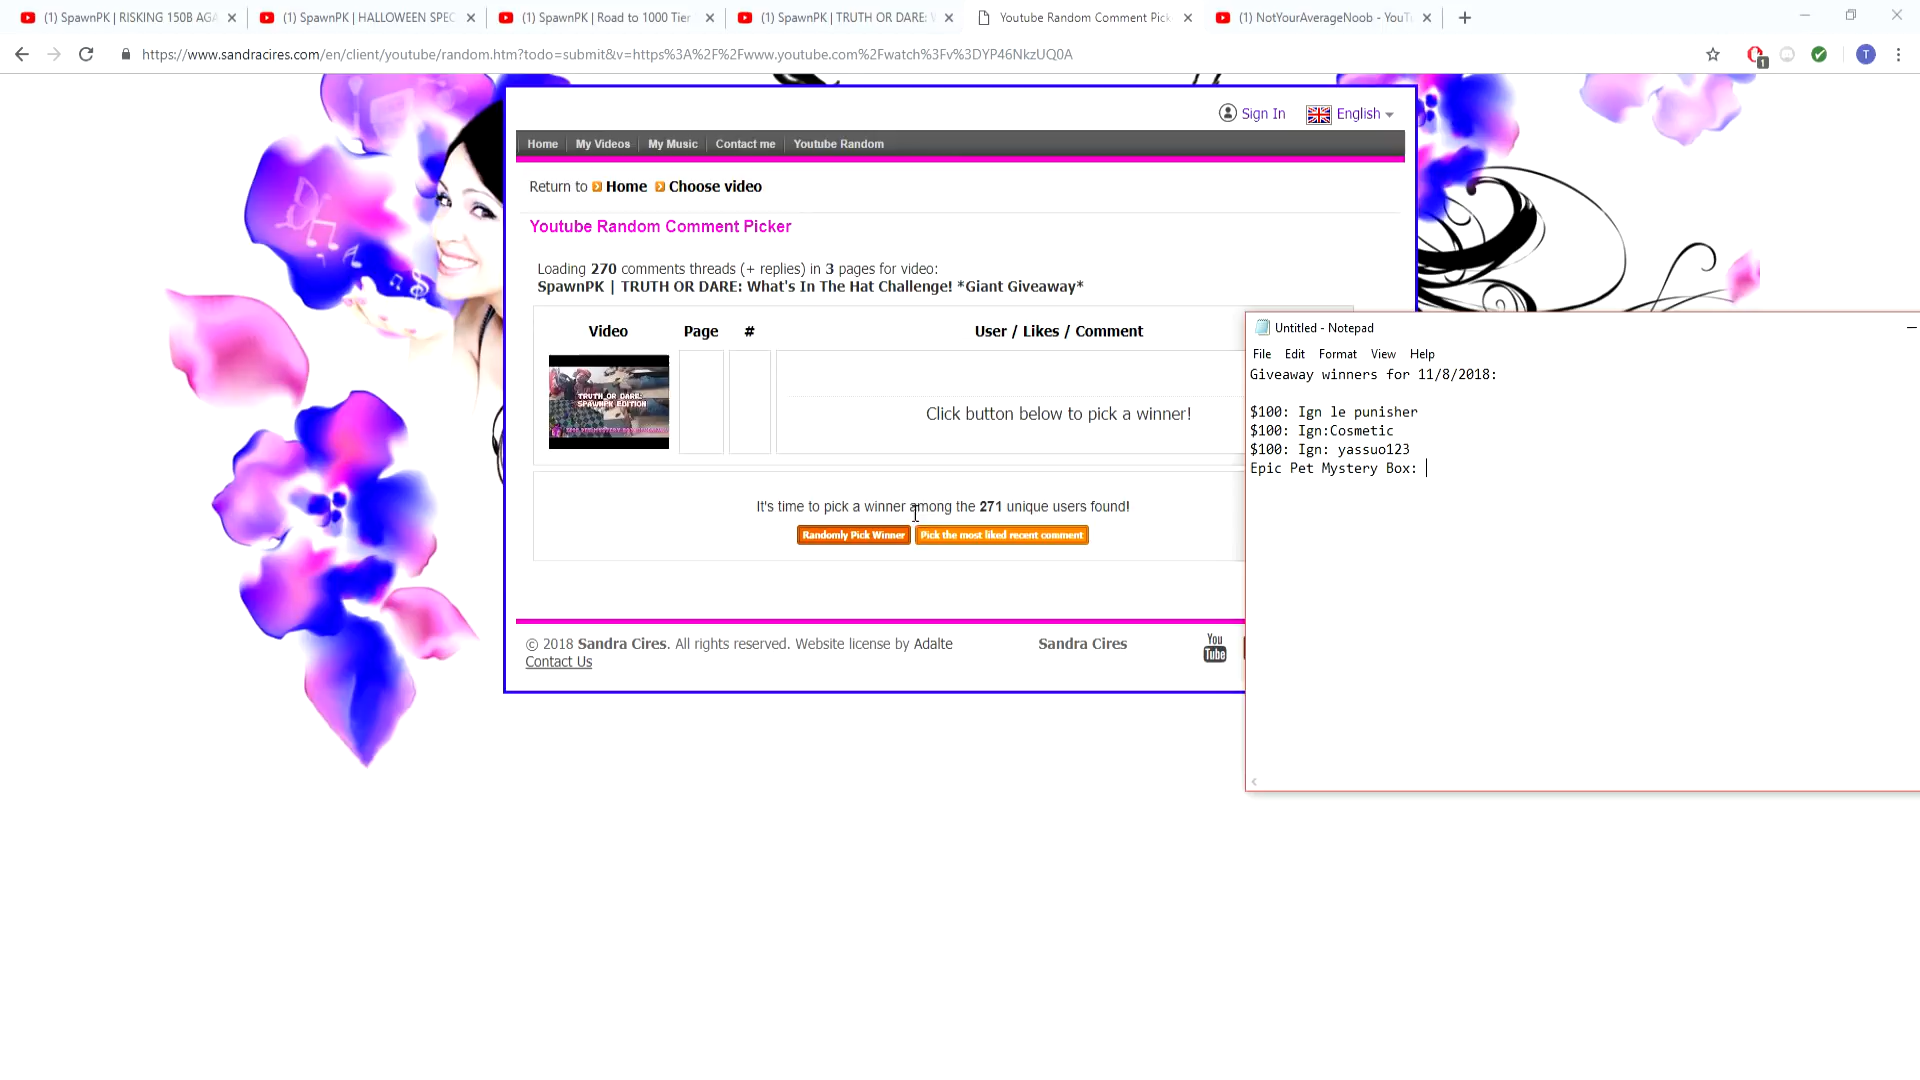 (1) SpawnPK | RISKING 150B AGA
(1) SpawnPK | HALLOWEEN SPEC
(1) SpawnPK | Road to 1000 Tier
(1) SpawnPK | TRUTH OR DARE: W
Youtube Random Comment Pick
(1) NotYourAverageNoob - YouT
https://www.sandracires.com/en/client/youtube/random.htm?todo=submit&v=https%3A%2F%2Fwww.youtube.com%2Fwatch%3Fv%3DYP46NkzUQ0A
1
T
Sign In
English
Home
My Videos
My Music
Contact me
Youtube Random
Return to Home Choose video
Youtube Random Comment Picker
Loading 270 comments threads (+ replies) in 3 pages for video:
SpawnPK | TRUTH OR DARE: What's In The Hat Challenge! *Giant Giveaway*
Video
Page
#
User / Likes / Comment
TRUTH OR DARE:
SPAWNPK EDITION
Click button below to pick a winner!
It's time to pick a winner among the 271 unique users found!
Randomly Pick Winner
Pick the most liked recent comment
© 2018 Sandra Cires. All rights reserved. Website license by Adalte
Contact Us
Sandra Cires
You
Tube
Untitled - Notepad
File Edit Format View Help
Giveaway winners for 11/8/2018:
$100: Ign le punisher
$100: Ign:Cosmetic
$100: Ign: yassuo123
Epic Pet Mystery Box: